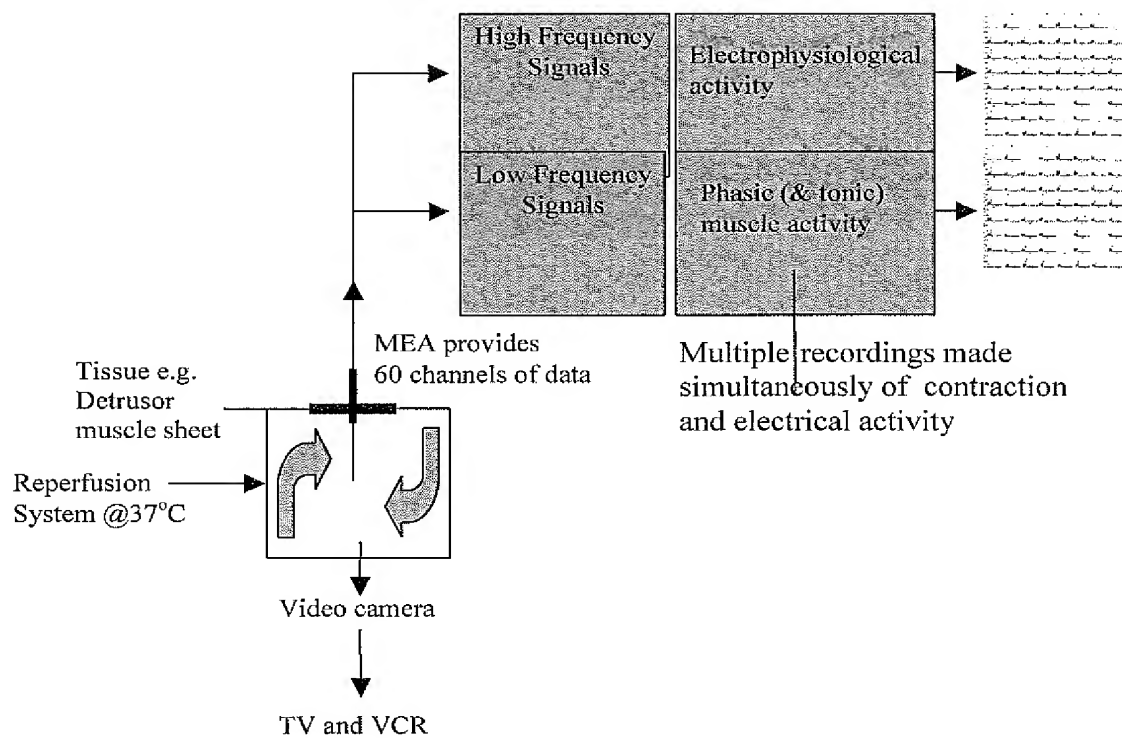 High Frequency
Signals
Electrophysiological
activity
Low Frequency
Signals
Phasic (& tonic)
muscle activity
MEA provides
60 channels of data
Multiple recordings made
simultaneously of contraction
and electrical activity
Tissue e.g.
Detrusor
muscle sheet
Reperfusion
System @37°C
Video camera
TV and VCR